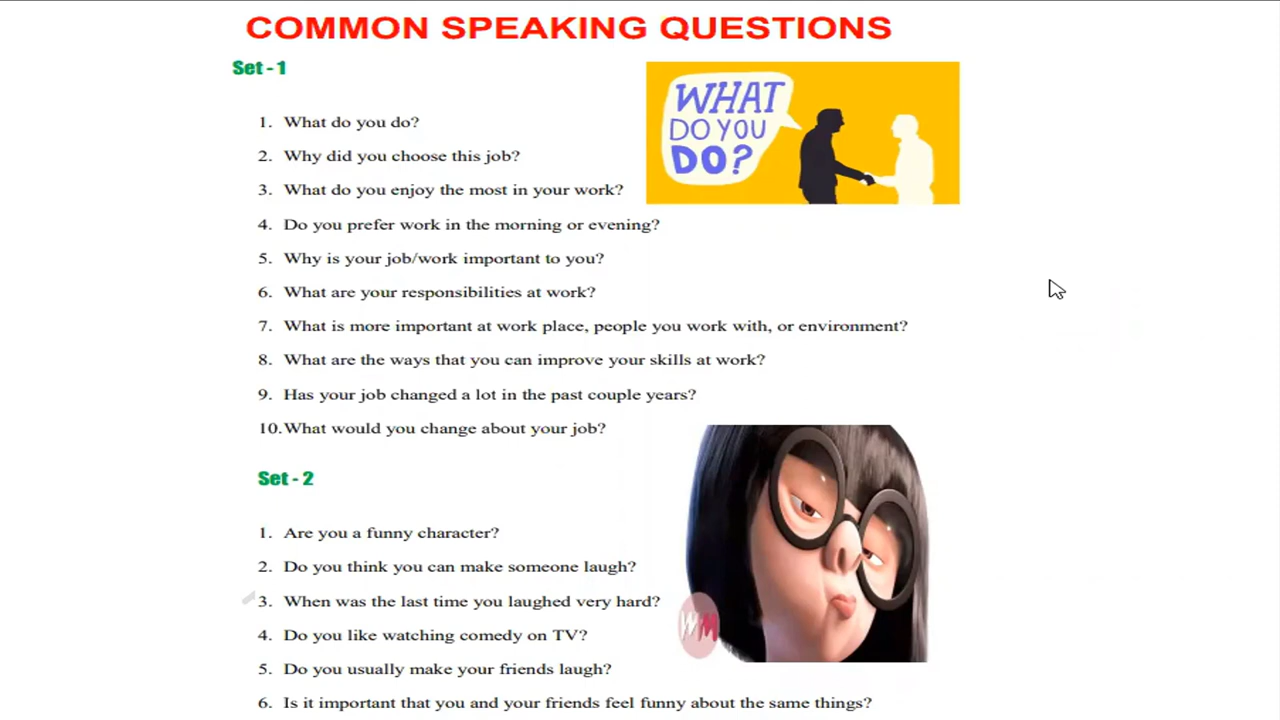 COMMON SPEAKING QUESTIONS
Set - 1
WHAT
DO YOU
DO?
1. What do you do?
2. Why did you choose this job?
3. What do you enjoy the most in your work?
4. Do you prefer work in the morning or evening?
5. Why is your job/work important to you?
6. What are your responsibilities at work?
7. What is more important at work place, people you work with, or environment?
8. What are the ways that you can improve your skills at work?
9. Has your job changed a lot in the past couple years?
10. What would you change about your job?
Set - 2
1. Are you a funny character?
2. Do you think you can make someone laugh?
3. When was the last time you laughed very hard?
4. Do you like watching comedy on TV?
5. Do you usually make your friends laugh?
6. Is it important that you and your friends feel funny about the same things?
WM